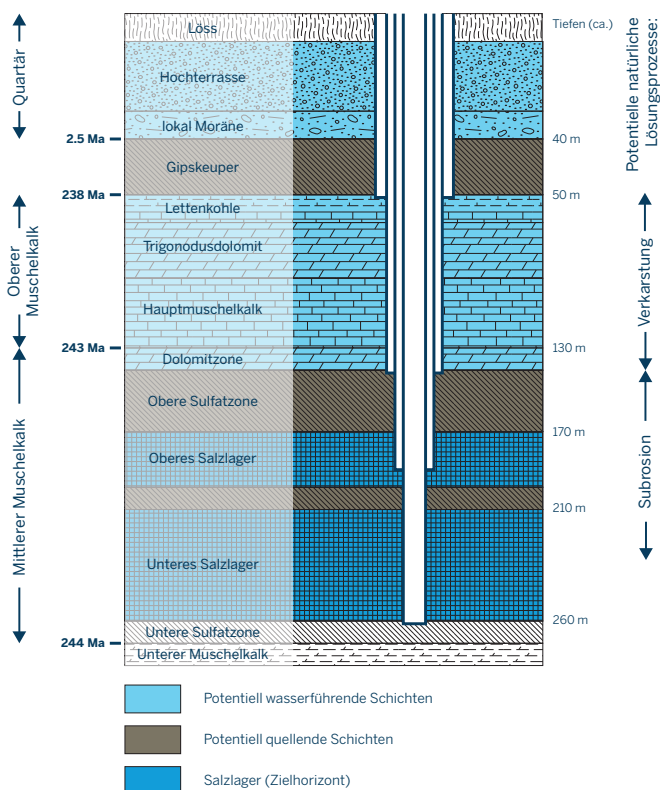 Tiefen (ca.)
Löss
Hochterrasse
lokal Moräne
Gipskeuper
Lettenkohle
Trigonodusdolomit
Hauptmuschelkalk
Dolomitzone
Obere Sulfatzone
Oberes Salzlager
Unteres Salzlager
Untere Sulfatzone
Unterer Muschelkalk
Quartär
Oberer
Muschelkalk
Mittlerer Muschelkalk
2.5 Ma
238 Ma
243 Ma
244 Ma
40 m
50 m
130 m
170 m
210 m
260 m
Potentielle natürliche
Lösungsprozesse:
Verkarstung
Subrosion
Potentiell wasserführende Schichten
Potentiell quellende Schichten
Salzlager (Zielhorizont)